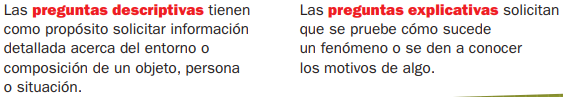 Las preguntas descriptivas tienen
como propósito solicitar información
detallada acerca del entorno o
composición de un objeto, persona
o situación.
Las preguntas explicativas solicitan
que se pruebe cómo sucede
un fenómeno o se den a conocer
los motivos de algo.